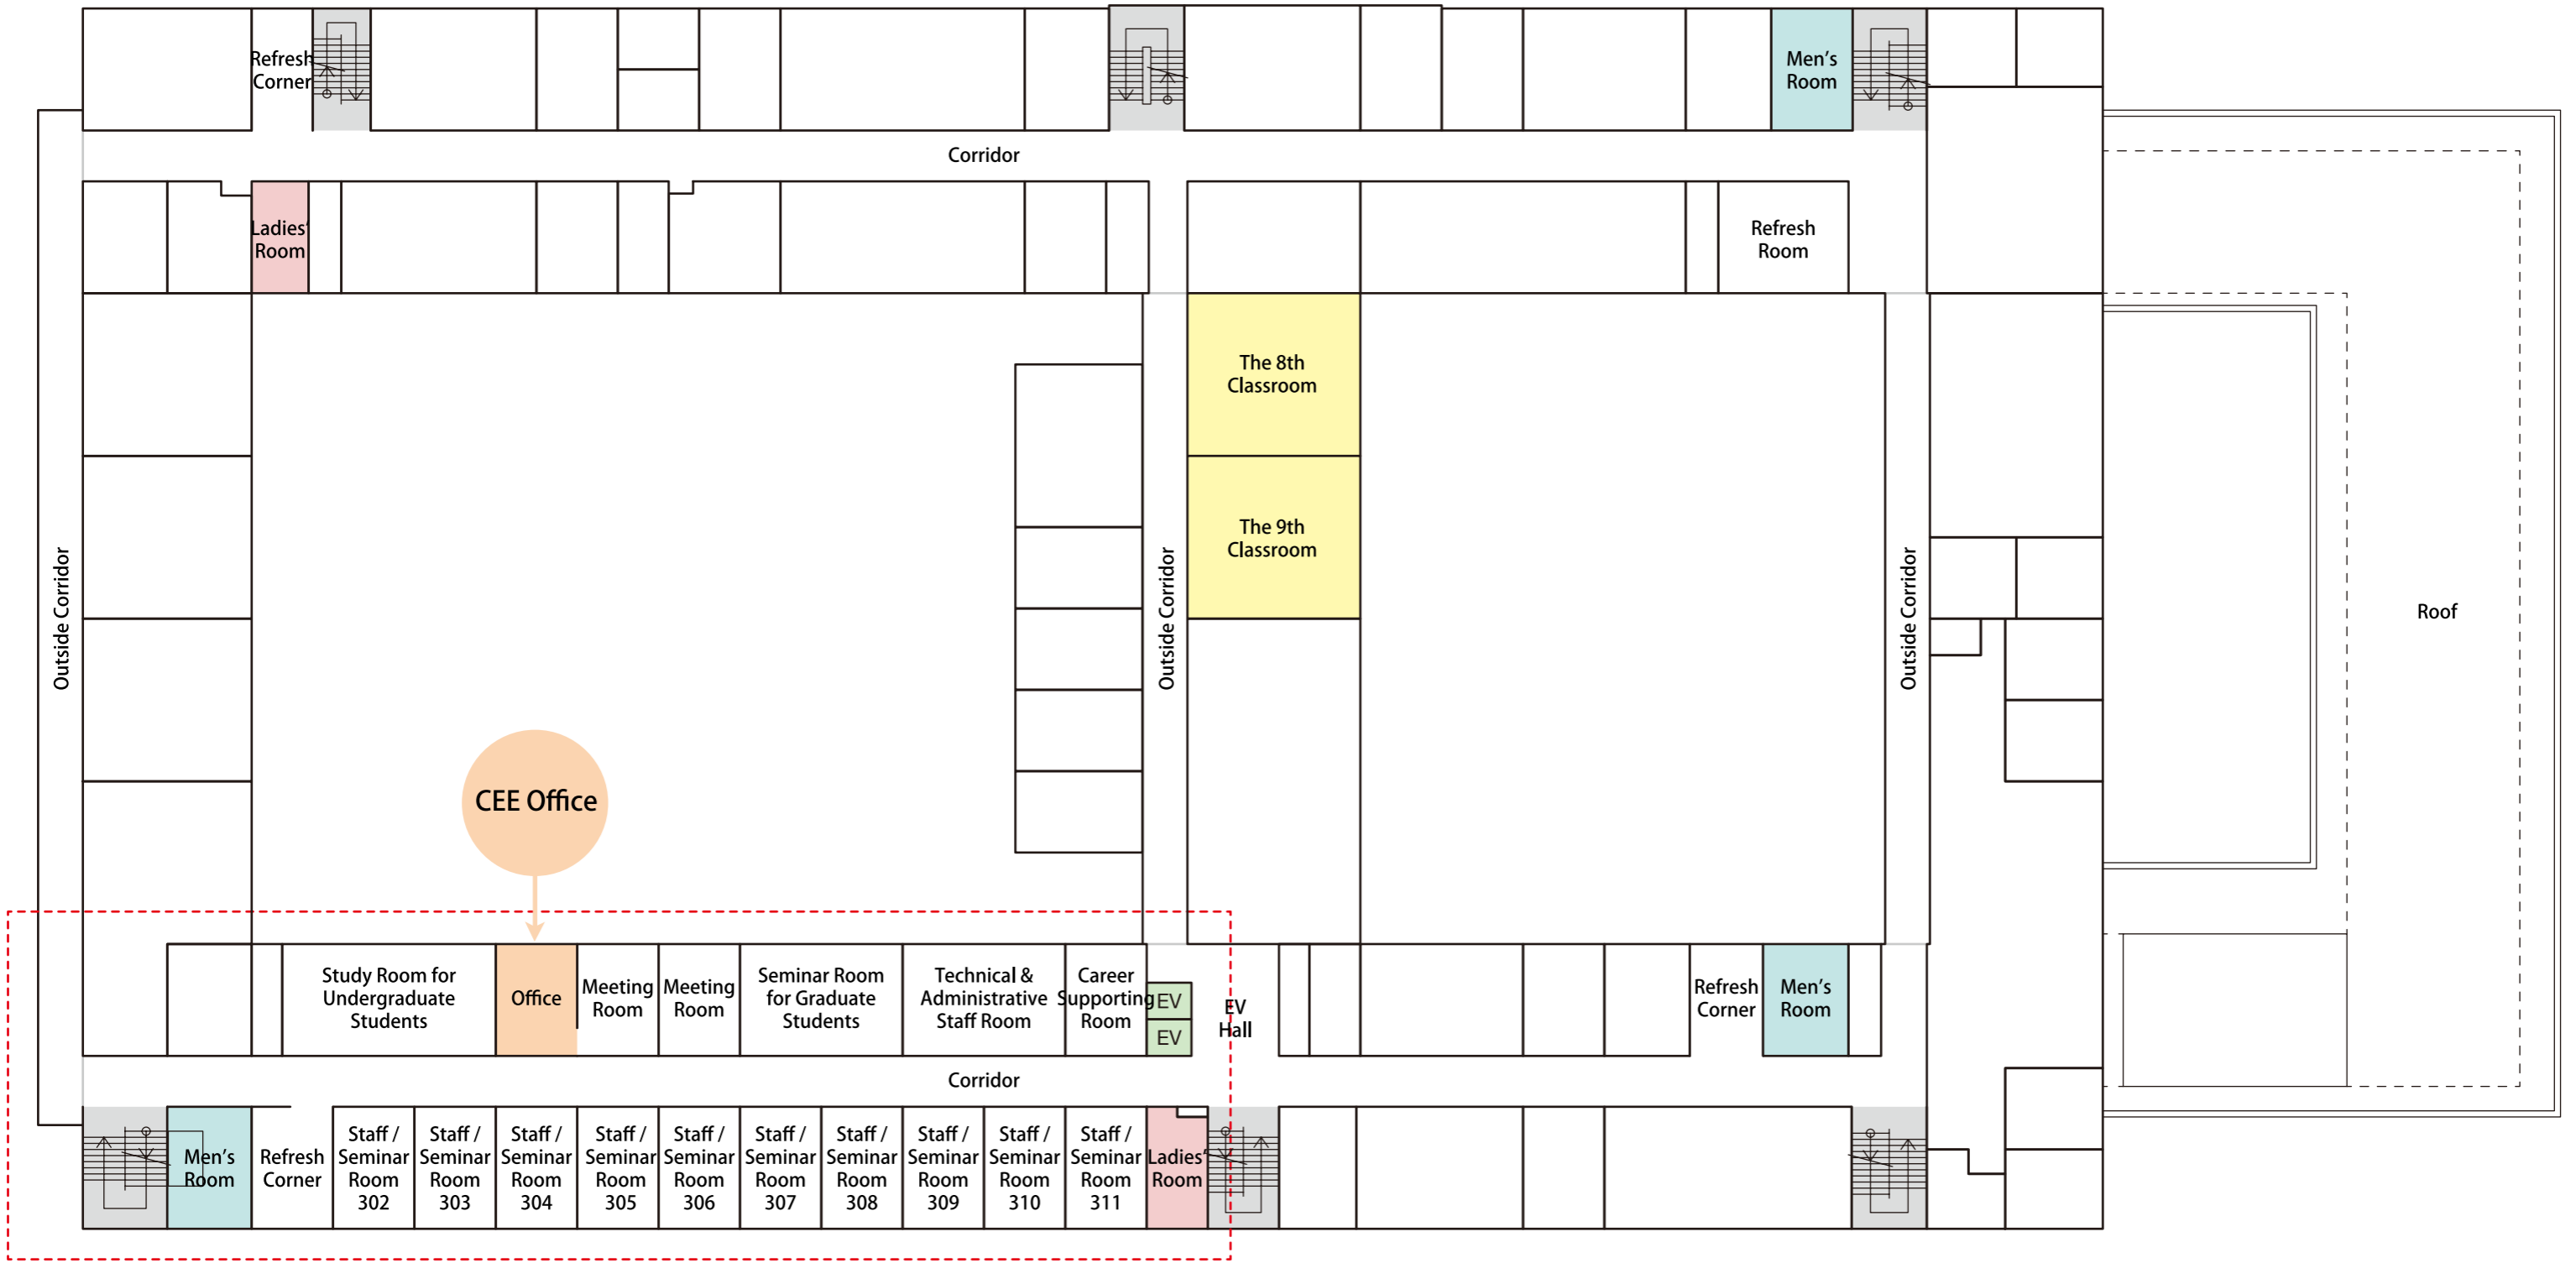 Refresh
Corner
Men's
Room
Corridor
Ladies'
Room
Refresh
Room
The 8th
Classroom
The 9th
Classroom
Outside Corridor
Outside Corridor
Outside Corridor
Roof
CEE Office
Study Room for
Undergraduate
Students
Office
Meeting
Room
Meeting
Room
Seminar Room
for Graduate
Students
Technical &
Administrative
Staff Room
Career
Supporting
Room
EV
EV
EV
Hall
Refresh
Corner
Men's
Room
Corridor
Men's
Room
Refresh
Corner
Staff /
Seminar
Room
302
Staff /
Seminar
Room
303
Staff /
Seminar
Room
304
Staff /
Seminar
Room
305
Staff /
Seminar
Room
306
Staff /
Seminar
Room
307
Staff /
Seminar
Room
308
Staff /
Seminar
Room
309
Staff /
Seminar
Room
310
Staff /
Seminar
Room
311
Ladies'
Room